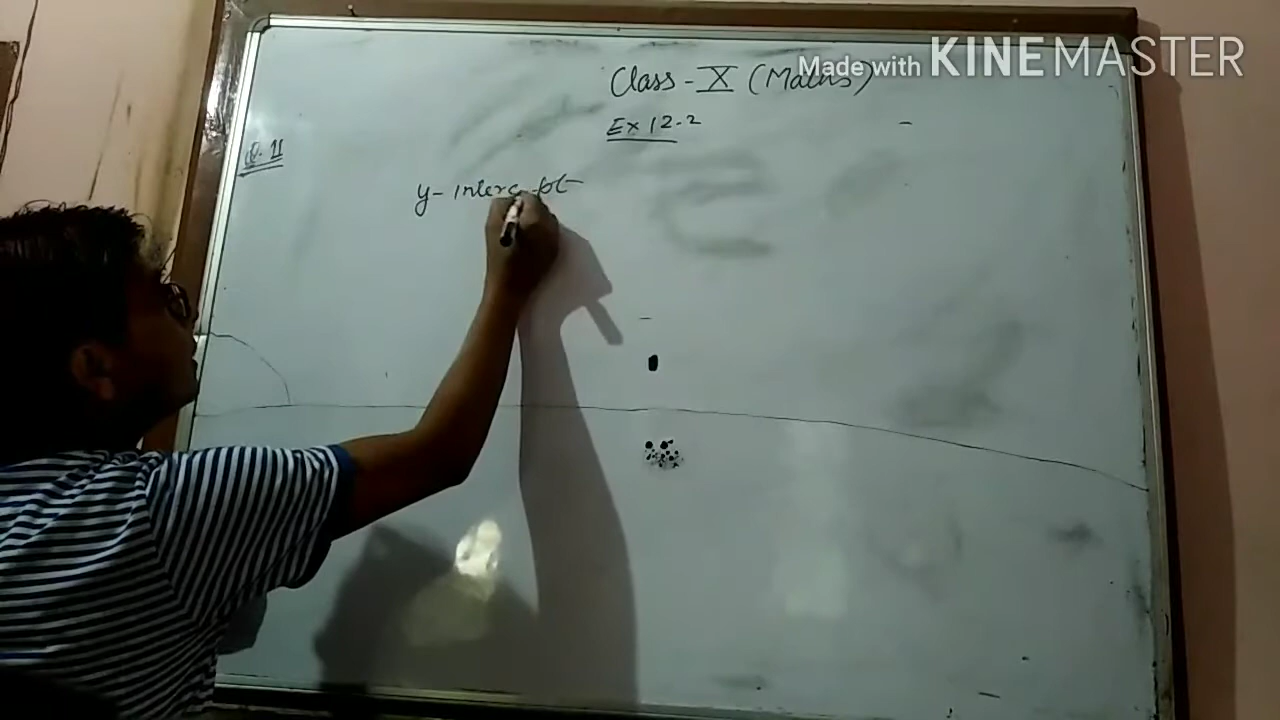 Made with KINEMASTER
Class - X (Maths)
Ex 12.2
Q. 11
y- intercept